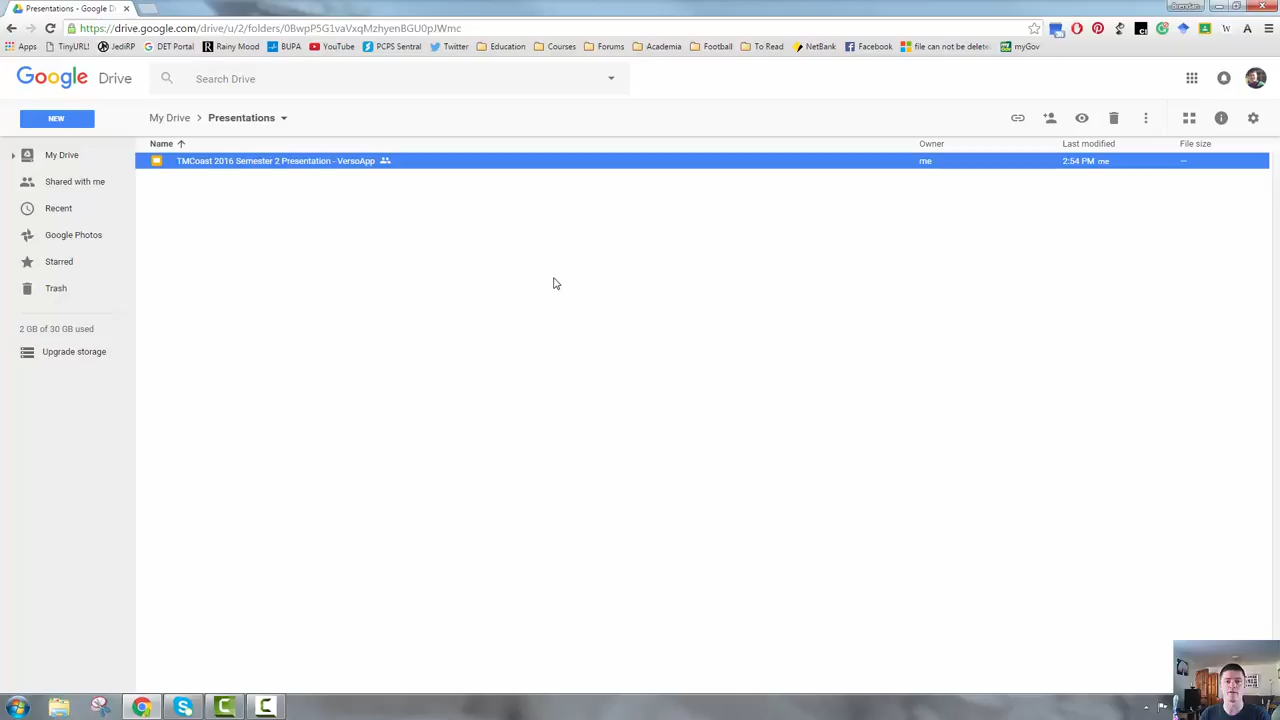 Presentations - Google Dr
Brendan
https://drive.google.com/drive/u/2/folders/0BwpP5G1vaVxqMzhyenBGU0pJWmc
Apps TinyURL! JediRP DET Portal Rainy Mood BUPA YouTube PCPS Sentral Twitter Education Courses Forums Academia Football To Read NetBank Facebook file can not be delete myGov
Google Drive
Search Drive
NEW
My Drive > Presentations
Name Owner Last modified File size
TMCoast 2016 Semester 2 Presentation - VersoApp me 2:54 PM me —
My Drive
Shared with me
Recent
Google Photos
Starred
Trash
2 GB of 30 GB used
Upgrade storage